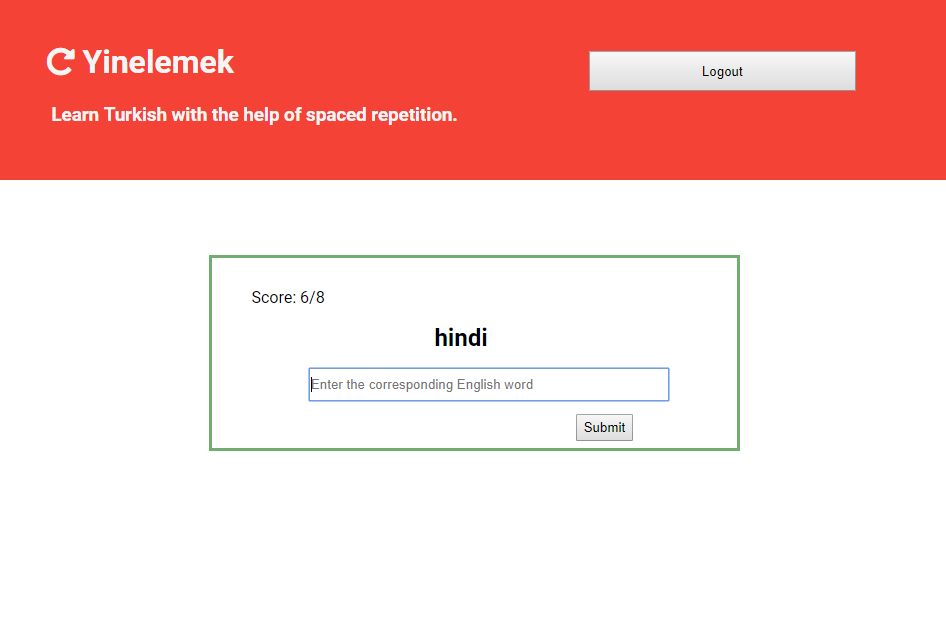 Yinelemek
Logout
Learn Turkish with the help of spaced repetition.
Score: 6/8
hindi
Enter the corresponding English word
Submit